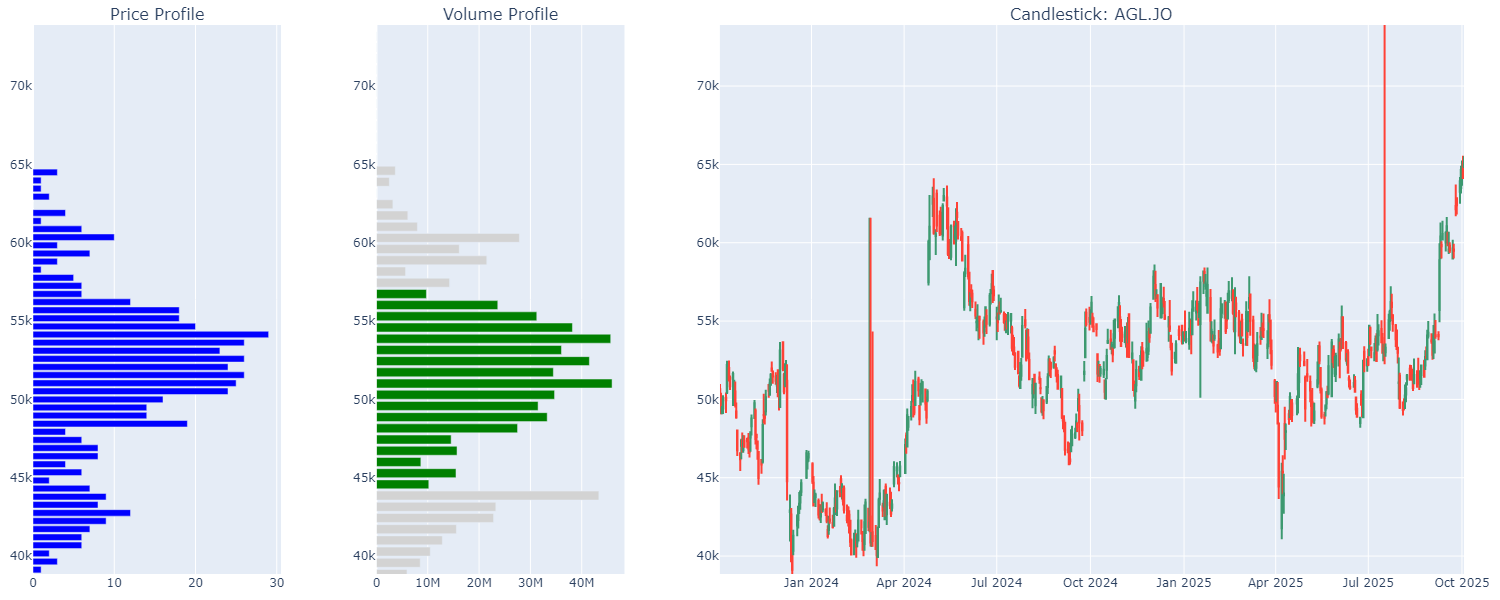 Price Profile
Volume Profile
Candlestick: AGL.JO
70k
65k
60k
55k
50k
45k
40k
0
10
20
30
70k
65k
60k
55k
50k
45k
40k
0
10M
20M
30M
40M
70k
65k
60k
55k
50k
45k
40k
Jan 2024
Apr 2024
Jul 2024
Oct 2024
Jan 2025
Apr 2025
Jul 2025
Oct 2025